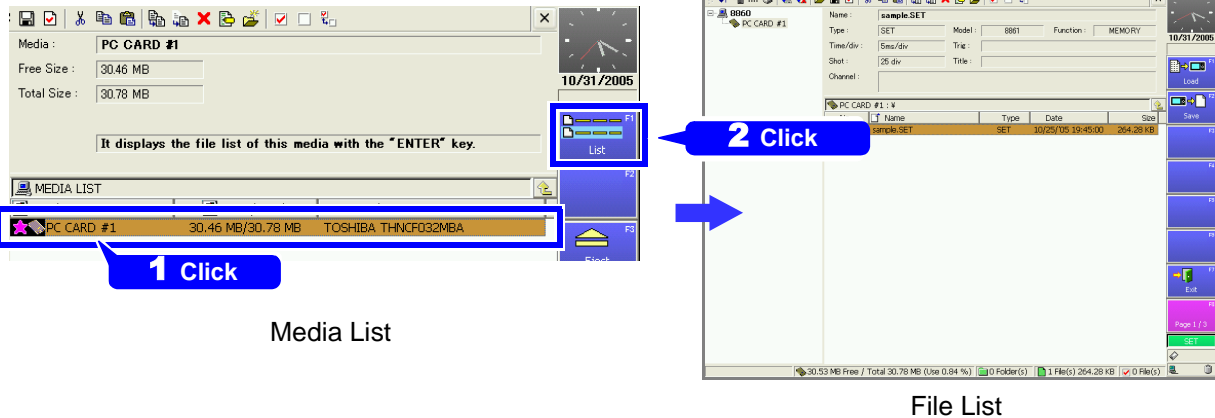 Media : PC CARD #1
Free Size : 30.46 MB
Total Size : 30.78 MB
It displays the file list of this media with the "ENTER" key.
MEDIA LIST
PC CARD #1 30.46 MB/30.78 MB TOSHIBA THNCF032MBA
1 Click
10/31/2005
F1
List
F2
F3
Eject
Media List
2 Click
8860
PC CARD #1
Name : sample.SET
Type : SET Model : 8861 Function : MEMORY
Time/div : 5ms/div Trig :
Shot : 25 div Title :
Channel :
PC CARD #1 : ¥
Name Type Date Size
sample.SET SET 10/25/'05 19:45:00 264.28 KB
30.53 MB Free / Total 30.78 MB (Use 0.84 %) 0 Folder(s) 1 File(s) 264.28 KB 0 File(s)
10/31/2005
Load
Save
Exit
Page 1 / 3
SET
File List